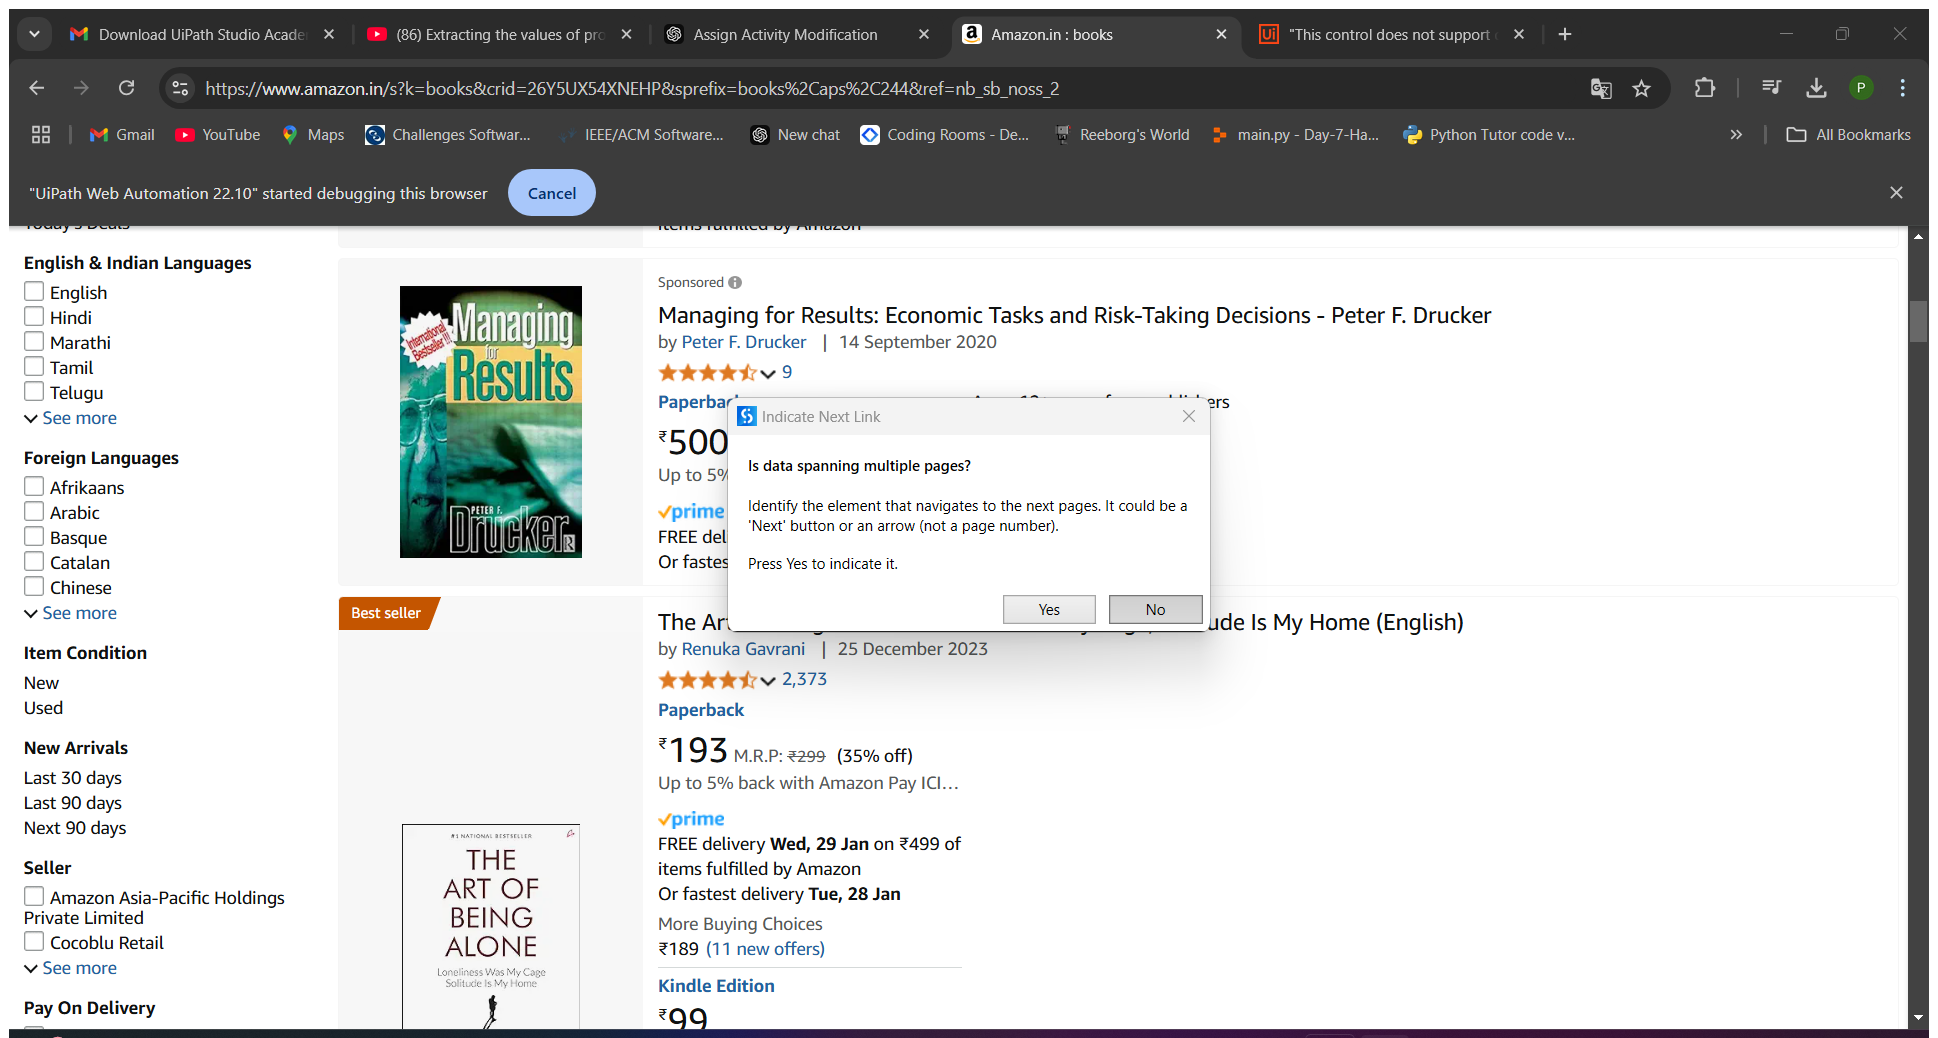 Download UiPath Studio Acade
(86) Extracting the values of pro
Assign Activity Modification
Amazon.in : books
"This control does not support
https://www.amazon.in/s?k=books&crid=26Y5UX54XNEHP&sprefix=books%2Caps%2C244&ref=nb_sb_noss_2
P
Gmail
YouTube
Maps
Challenges Softwar...
IEEE/ACM Software...
New chat
Coding Rooms - De...
Reeborg's World
main.py - Day-7-Ha...
Python Tutor code v...
All Bookmarks
"UiPath Web Automation 22.10" started debugging this browser
Cancel
Today's Deals
English & Indian Languages
English
Hindi
Marathi
Tamil
Telugu
See more
Foreign Languages
Afrikaans
Arabic
Basque
Catalan
Chinese
See more
Item Condition
New
Used
New Arrivals
Last 30 days
Last 90 days
Next 90 days
Seller
Amazon Asia-Pacific Holdings
Private Limited
Cocoblu Retail
See more
Pay On Delivery
items fulfilled by Amazon
International
Bestseller!!!
Managing
for
Results
PETER F.
Drucker
Sponsored
Managing for Results: Economic Tasks and Risk-Taking Decisions - Peter F. Drucker
by Peter F. Drucker | 14 September 2020
9
Paperbac
₹500
Up to 5%
prime
FREE del
Or fastes
Indicate Next Link
Is data spanning multiple pages?
Identify the element that navigates to the next pages. It could be a
'Next' button or an arrow (not a page number).
Press Yes to indicate it.
Yes
No
Best seller
#1 NATIONAL BESTSELLER
THE
ART OF
BEING
ALONE
Loneliness Was My Cage
Solitude Is My Home
The Ar
ude Is My Home (English)
by Renuka Gavrani | 25 December 2023
2,373
Paperback
₹193 M.R.P: ₹299 (35% off)
Up to 5% back with Amazon Pay ICI…
prime
FREE delivery Wed, 29 Jan on ₹499 of
items fulfilled by Amazon
Or fastest delivery Tue, 28 Jan
More Buying Choices
₹189 (11 new offers)
Kindle Edition
₹99